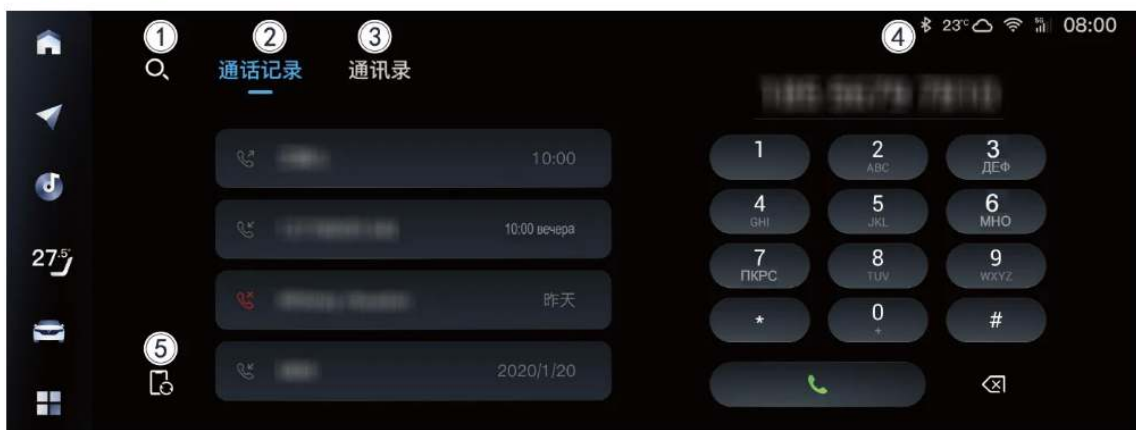 ① ② ③ ④ 23°C 5G 08:00
通话记录 通讯录
10:00
10:00 вечера
昨天
2020/1/20
27.5°
⑤
1 2 ABC 3 ДЕФ
4 GHI 5 JKL 6 МНО
7 ПКРС 8 TUV 9 WXYZ
* 0 + #